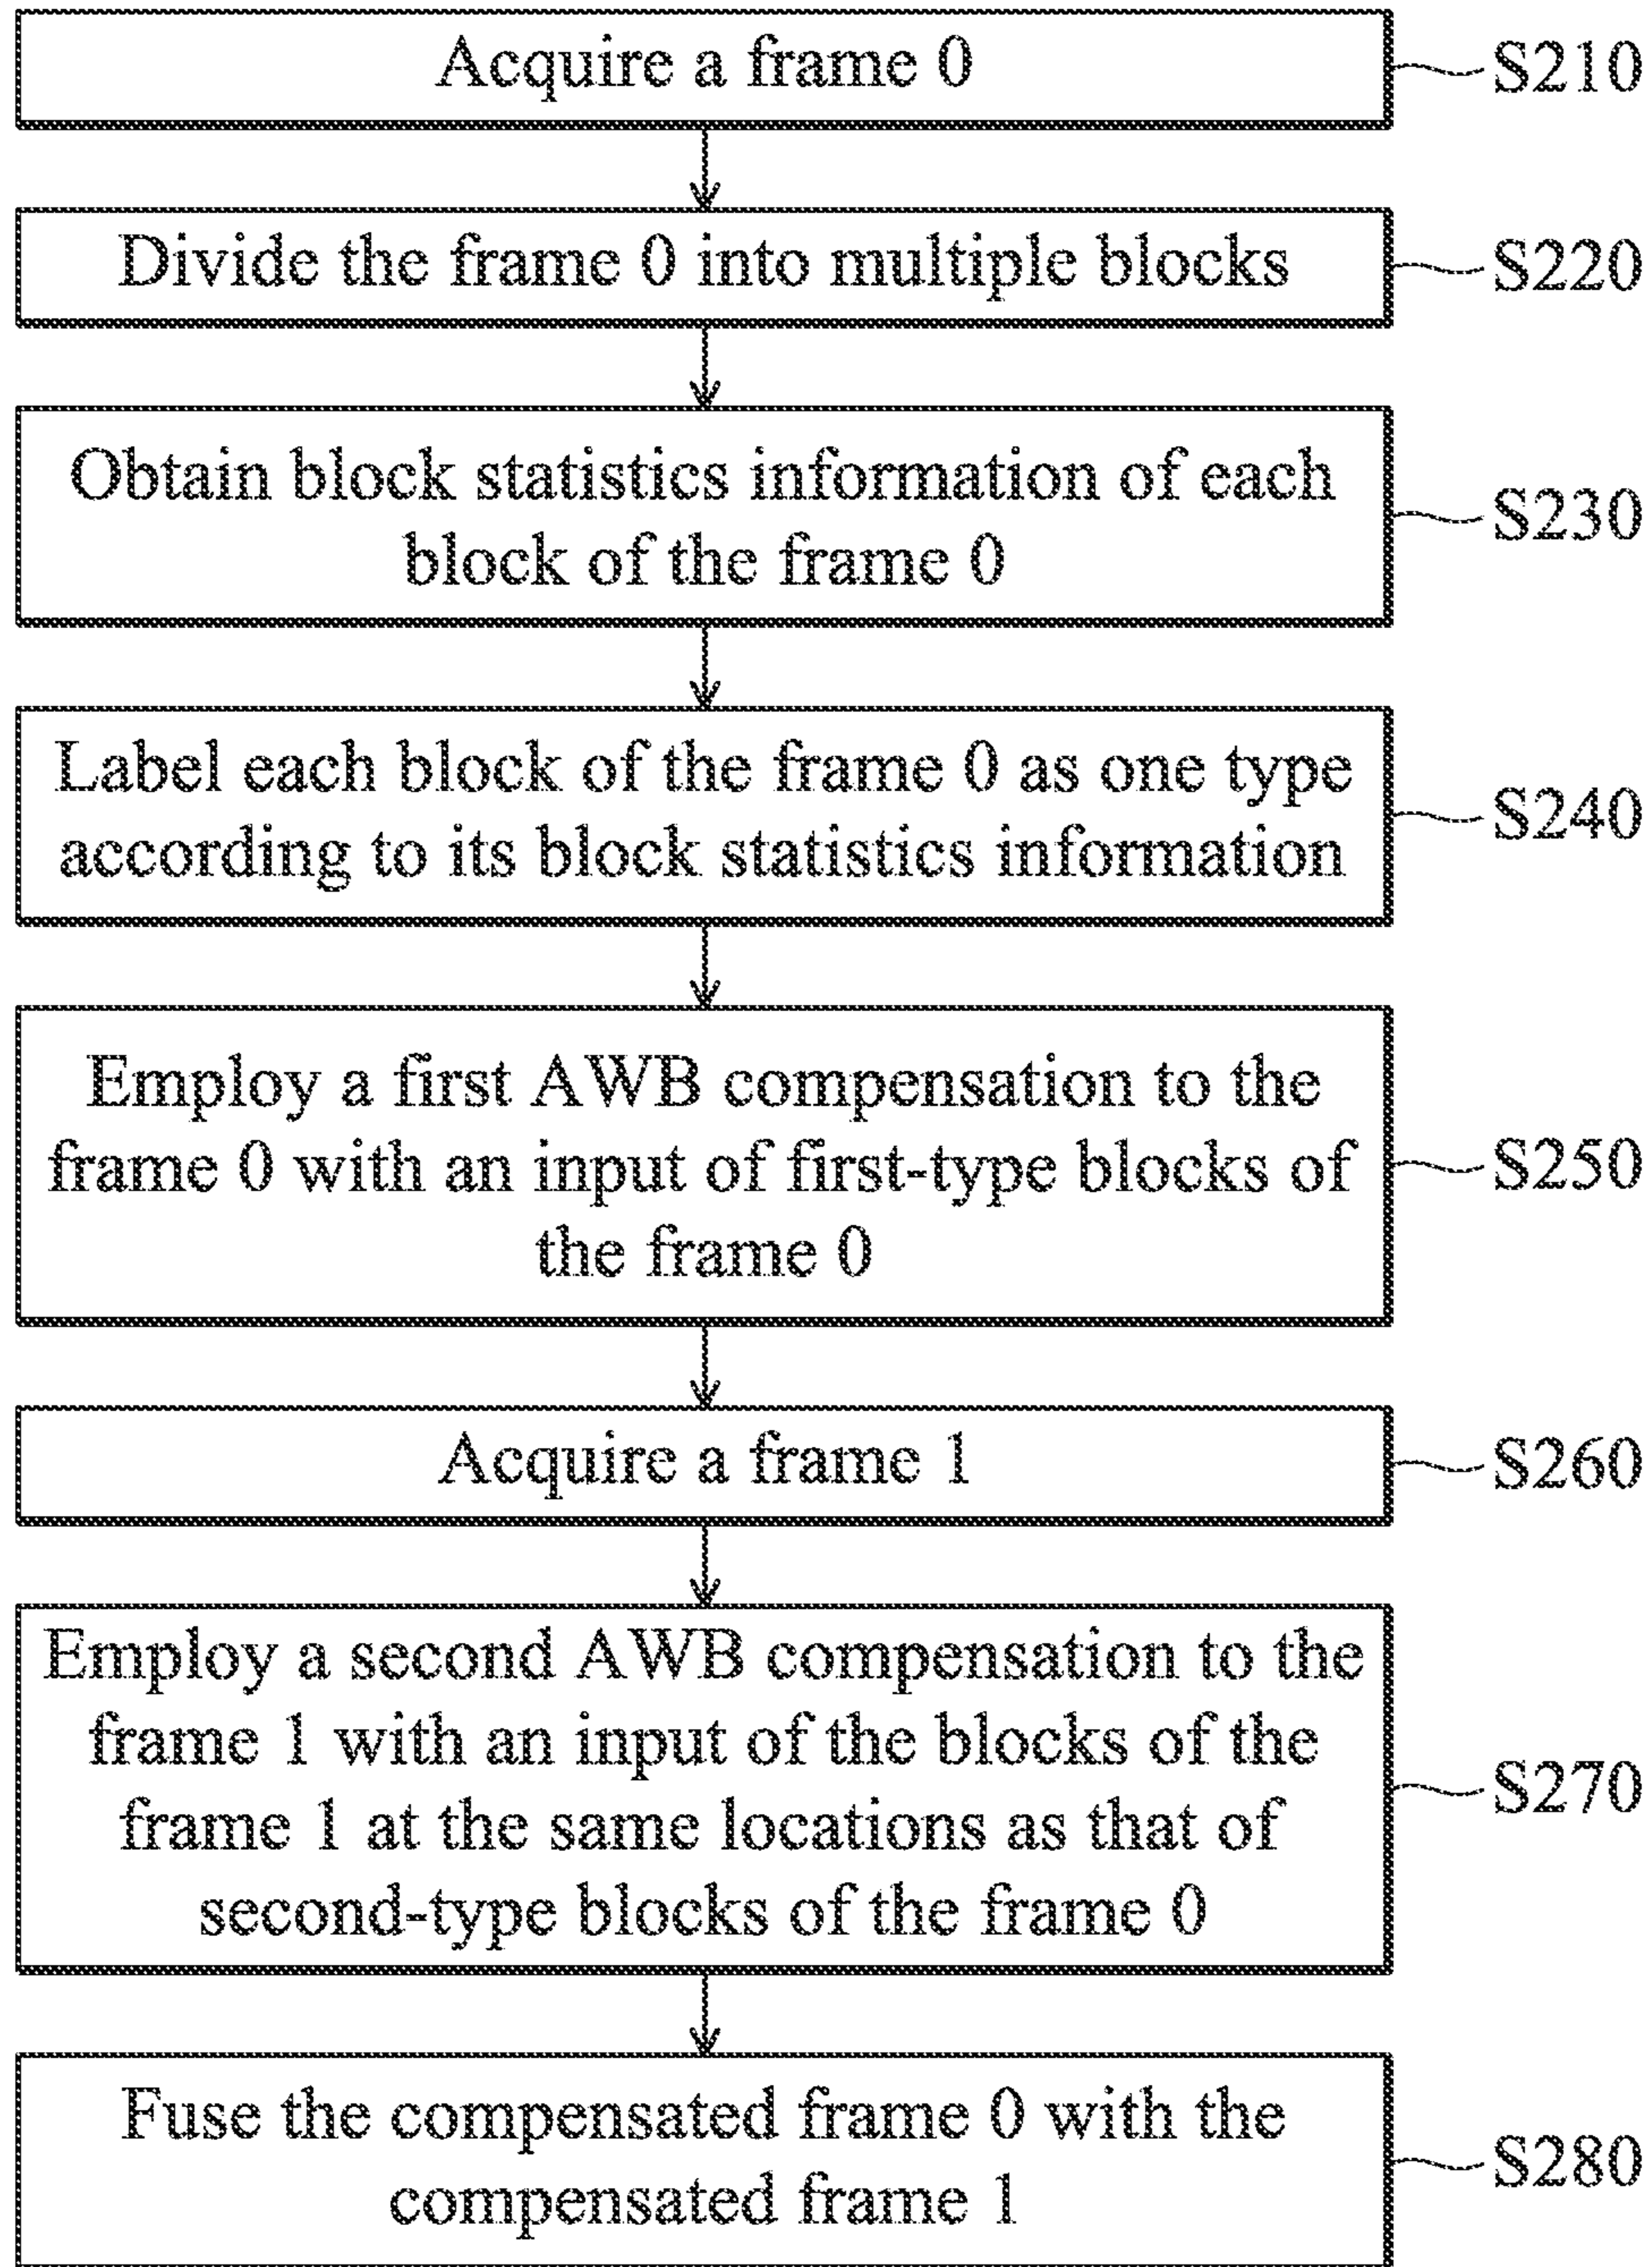 Acquire a frame 0
S210
Divide the frame 0 into multiple blocks
S220
Obtain block statistics information of each
block of the frame 0
S230
Label each block of the frame 0 as one type
according to its block statistics information
S240
Employ a first AWB compensation to the
frame 0 with an input of first-type blocks of
the frame 0
S250
Acquire a frame 1
S260
Employ a second AWB compensation to the
frame 1 with an input of the blocks of the
frame 1 at the same locations as that of
second-type blocks of the frame 0
S270
Fuse the compensated frame 0 with the
compensated frame 1
S280